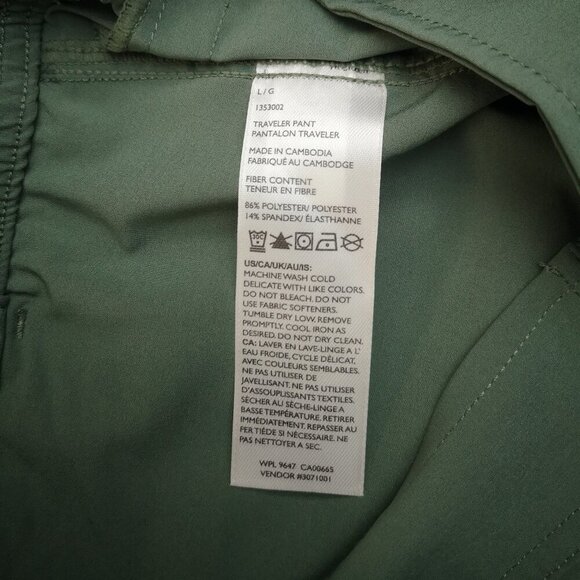 L / G
1353002
TRAVELER PANT
PANTALON TRAVELER
MADE IN CAMBODIA
FABRIQUÉ AU CAMBODGE
FIBER CONTENT
TENEUR EN FIBRE
86% POLYESTER/ POLYESTER
14% SPANDEX/ ÉLASTHANNE
30C
US/CA/UK/AU/IS:
MACHINE WASH COLD
DELICATE WITH LIKE COLORS.
DO NOT BLEACH. DO NOT
USE FABRIC SOFTENERS.
TUMBLE DRY LOW. REMOVE
PROMPTLY. COOL IRON AS
DESIRED. DO NOT DRY CLEAN.
CA: LAVER EN LAVE-LINGE A L'
EAU FROIDE, CYCLE DÉLICAT,
AVEC COULEURS SEMBLABLES.
NE PAS UTILISER DE
JAVELLISANT. NE PAS UTILISER
D'ASSOUPLISSANTS TEXTILES.
SÉCHER AU SÈCHE-LINGE A
BASSE TEMPÉRATURE. RETIRER
IMMÉDIATEMENT. REPASSER AU
FER TIÉDE SI NÉCESSAIRE. NE
PAS NETTOYER A SEC.
WPL 9647 CA00665
VENDOR #3071001